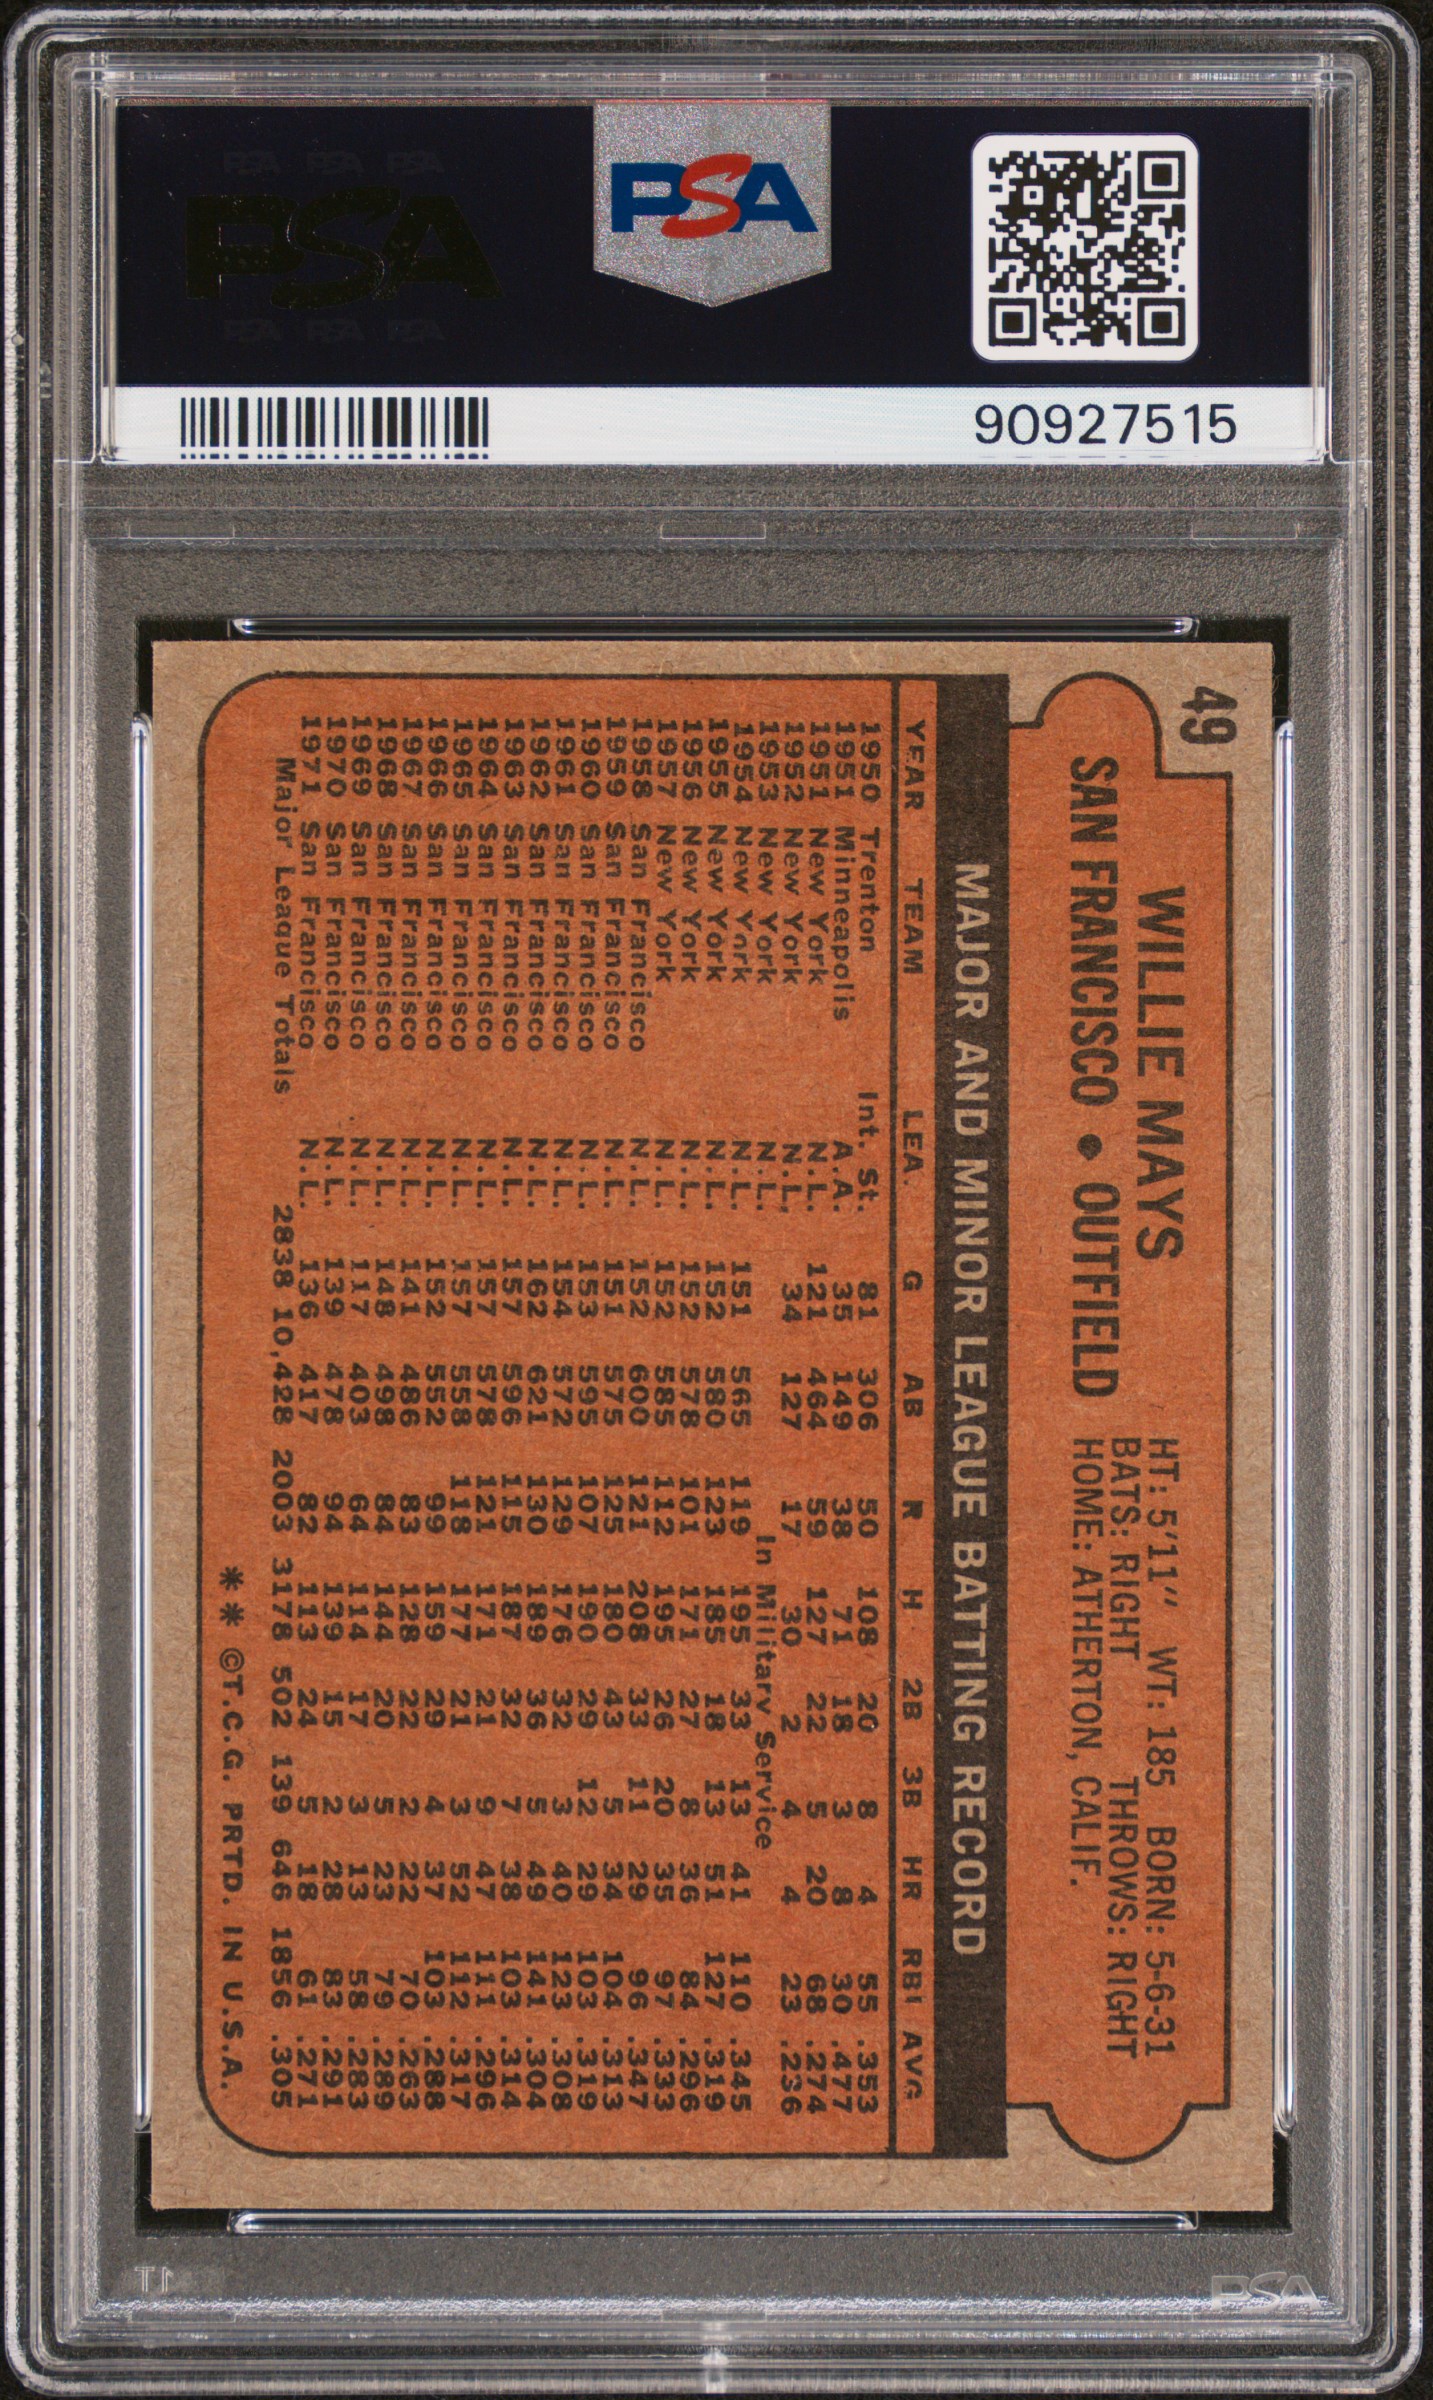 PSA PSA PSA
PSA
PSA PSA PSA
PSA
90927515
49
WILLIE MAYS
SAN FRANCISCO • OUTFIELD
HT: 5'11" WT: 185 BORN: 5-6-31
BATS: RIGHT THROWS: RIGHT
HOME: ATHERTON, CALIF.
MAJOR AND MINOR LEAGUE BATTING RECORD
YEAR TEAM LEA. G AB R H 2B 3B HR RBI AVG
1950 Trenton Int. St. 81 306 50 108 20 8 4 55 .353
1951 Minneapolis A.A. 35 149 38 71 18 3 8 30 .477
1951 New York N.L. 121 464 59 127 22 5 20 68 .274
1952 New York N.L. 34 127 17 30 2 4 4 23 .236
1953 New York N.L. In Military Service
1954 New York N.L. 151 565 119 195 33 13 41 110 .345
1955 New York N.L. 152 580 123 185 18 13 51 127 .319
1956 New York N.L. 152 578 101 171 27 8 36 84 .296
1957 New York N.L. 152 585 112 195 26 20 35 97 .333
1958 San Francisco N.L. 152 600 121 208 33 11 29 96 .347
1959 San Francisco N.L. 151 575 125 180 43 5 34 104 .313
1960 San Francisco N.L. 153 595 107 190 29 12 29 103 .319
1961 San Francisco N.L. 154 572 129 176 32 3 40 123 .308
1962 San Francisco N.L. 162 621 130 189 36 5 49 141 .304
1963 San Francisco N.L. 157 596 115 187 32 7 38 103 .314
1964 San Francisco N.L. 157 578 121 171 21 9 47 111 .296
1965 San Francisco N.L. 157 558 118 177 21 3 52 112 .317
1966 San Francisco N.L. 152 552 99 159 29 4 37 103 .288
1967 San Francisco N.L. 141 486 83 128 22 2 22 70 .263
1968 San Francisco N.L. 148 498 84 144 20 5 23 79 .289
1969 San Francisco N.L. 117 403 64 114 17 3 13 58 .283
1970 San Francisco N.L. 139 478 94 139 15 2 28 83 .291
1971 San Francisco N.L. 136 417 82 113 24 5 18 61 .271
Major League Totals 2838 10,428 2003 3178 502 139 646 1856 .305
** ©T.C.G. PRTD. IN U.S.A.
PSA